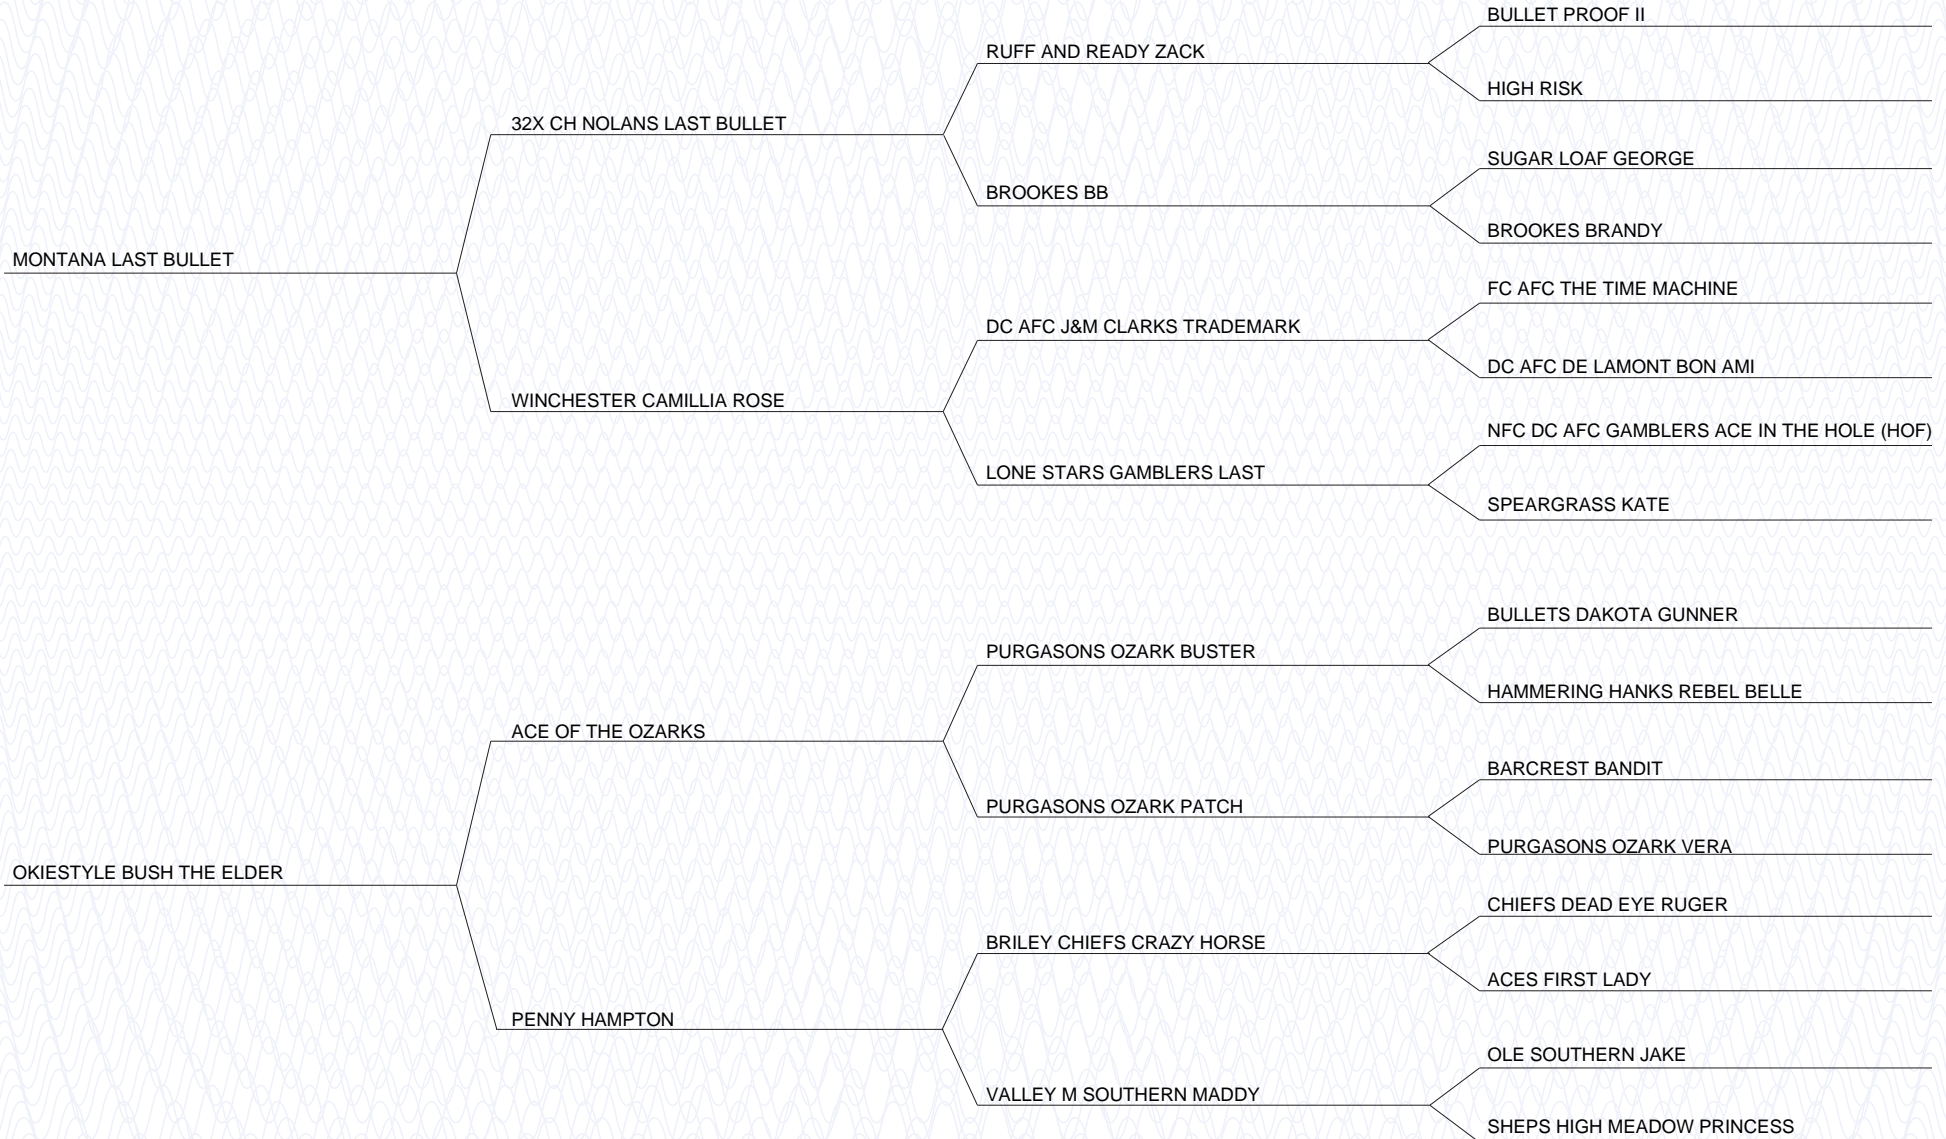 BULLET PROOF II
RUFF AND READY ZACK
HIGH RISK
32X CH NOLANS LAST BULLET
SUGAR LOAF GEORGE
BROOKES BB
BROOKES BRANDY
MONTANA LAST BULLET
FC AFC THE TIME MACHINE
DC AFC J&M CLARKS TRADEMARK
DC AFC DE LAMONT BON AMI
WINCHESTER CAMILLIA ROSE
NFC DC AFC GAMBLERS ACE IN THE HOLE (HOF)
LONE STARS GAMBLERS LAST
SPEARGRASS KATE
BULLETS DAKOTA GUNNER
PURGASONS OZARK BUSTER
HAMMERING HANKS REBEL BELLE
ACE OF THE OZARKS
BARCREST BANDIT
PURGASONS OZARK PATCH
PURGASONS OZARK VERA
OKIESTYLE BUSH THE ELDER
CHIEFS DEAD EYE RUGER
BRILEY CHIEFS CRAZY HORSE
ACES FIRST LADY
PENNY HAMPTON
OLE SOUTHERN JAKE
VALLEY M SOUTHERN MADDY
SHEPS HIGH MEADOW PRINCESS